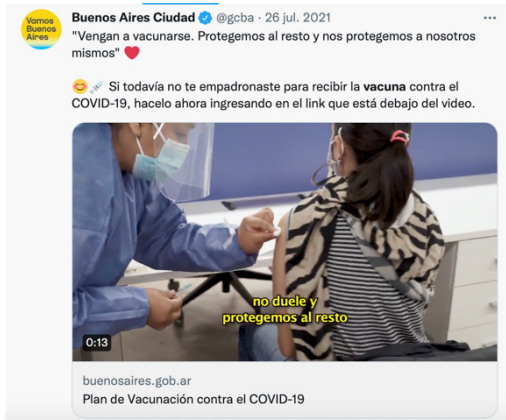 Vamos
Buenos
Aires
Buenos Aires Ciudad @gcba · 26 jul. 2021
"Vengan a vacunarse. Protegemos al resto y nos protegemos a nosotros
mismos" ❤️
😊💉 Si todavía no te empadronaste para recibir la vacuna contra el
COVID-19, hacelo ahora ingresando en el link que está debajo del video.
no duele y
protegemos al resto
0:13
buenosaires.gob.ar
Plan de Vacunación contra el COVID-19